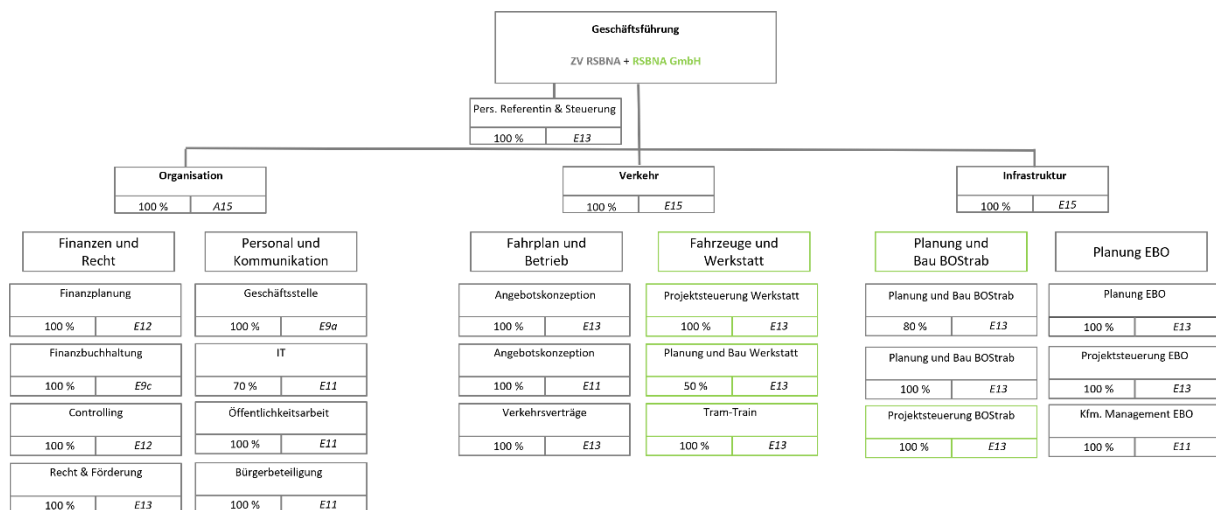 Geschäftsführung
ZV RSBNA + RSBNA GmbH
Pers. Referentin & Steuerung
100 % E13
Organisation
100 % A15
Verkehr
100 % E15
Infrastruktur
100 % E15
Finanzen und
Recht
Finanzplanung
100 % E12
Finanzbuchhaltung
100 % E9c
Controlling
100 % E12
Recht & Förderung
100 % E13
Personal und
Kommunikation
Geschäftsstelle
100 % E9a
IT
70 % E11
Öffentlichkeitsarbeit
100 % E11
Bürgerbeteiligung
100 % E11
Fahrplan und
Betrieb
Angebotskonzeption
100 % E13
Angebotskonzeption
100 % E11
Verkehrsverträge
100 % E13
Fahrzeuge und
Werkstatt
Projektsteuerung Werkstatt
100 % E13
Planung und Bau Werkstatt
50 % E13
Tram-Train
100 % E13
Planung und
Bau BOStrab
Planung und Bau BOStrab
80 % E13
Planung und Bau BOStrab
100 % E13
Projektsteuerung BOStrab
100 % E13
Planung EBO
Planung EBO
100 % E13
Projektsteuerung EBO
100 % E13
Kfm. Management EBO
100 % E11